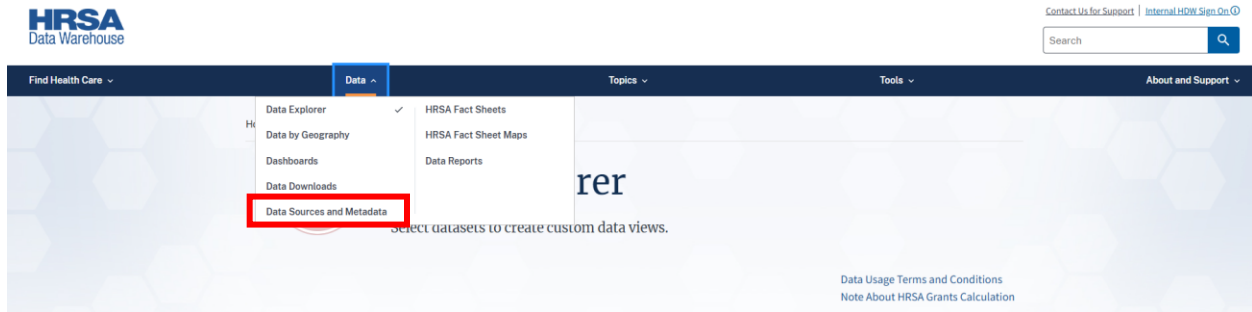 HRSA
Data Warehouse
Contact Us for Support | Internal HDW Sign On
Search
Find Health Care
Data
Topics
Tools
About and Support
Data Explorer
HRSA Fact Sheets
Data by Geography
HRSA Fact Sheet Maps
Dashboards
Data Reports
Data Downloads
Data Sources and Metadata
rer
Select datasets to create custom data views.
Data Usage Terms and Conditions
Note About HRSA Grants Calculation